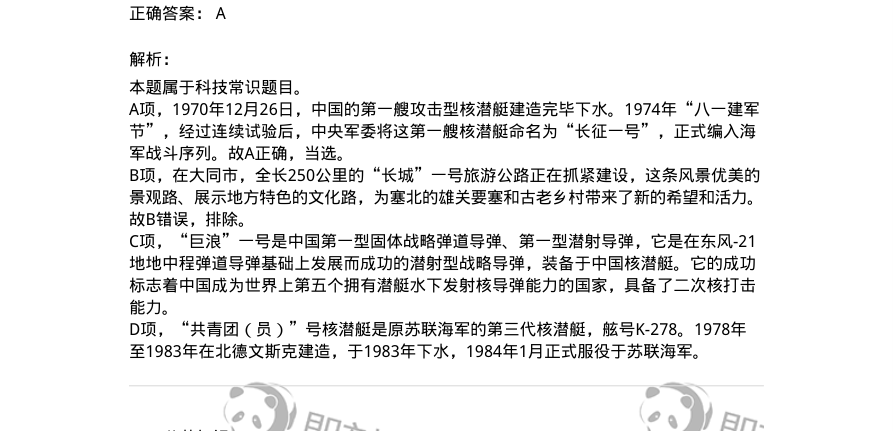 正确答案： A
解析：
本题属于科技常识题目。
A项，1970年12月26日，中国的第一艘攻击型核潜艇建造完毕下水。1974年“八一建军
节”，经过连续试验后，中央军委将这第一艘核潜艇命名为“长征一号”，正式编入海
军战斗序列。故A正确，当选。
B项，在大同市，全长250公里的“长城”一号旅游公路正在抓紧建设，这条风景优美的
景观路、展示地方特色的文化路，为塞北的雄关要塞和古老乡村带来了新的希望和活力。
故B错误，排除。
C项，“巨浪”一号是中国第一型固体战略弹道导弹、第一型潜射导弹，它是在东风-21
地地中程弹道导弹基础上发展而成功的潜射型战略导弹，装备于中国核潜艇。它的成功
标志着中国成为世界上第五个拥有潜艇水下发射核导弹能力的国家，具备了二次核打击
能力。
D项，“共青团（员）”号核潜艇是原苏联海军的第三代核潜艇，舷号K-278。1978年
至1983年在北德文斯克建造，于1983年下水，1984年1月正式服役于苏联海军。